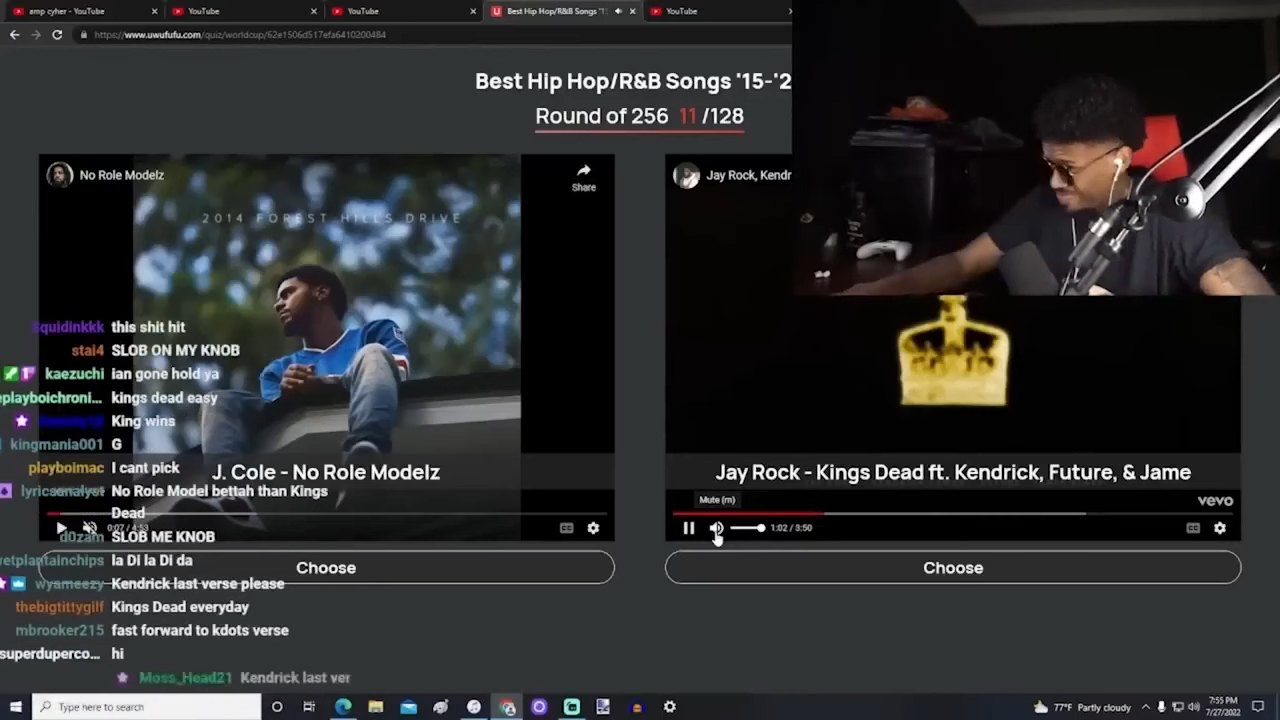 amp cyher - YouTube
YouTube
YouTube
Best Hip Hop/R&B Songs '1
YouTube
https://www.uwufufu.com/quiz/worldcup/62e1506d517efa6410200484
Best Hip Hop/R&B Songs '15-'2
Round of 256 11 /128
No Role Modelz
Share
2014 FOREST HILLS DRIVE
Jay Rock, Kendr
squidinkkk this shit hit
stai4 SLOB ON MY KNOB
kaezuchi ian gone hold ya
eplayboichroni... kings dead easy
King wins
kingmania001 G
playboimac I cant pick
lyricsanalyst No Role Model bettah than Kings
Dead
d0zam SLOB ME KNOB
vetplantainchips la Di la Di da
wyameezy Kendrick last verse please
thebigtittygilf Kings Dead everyday
mbrooker215 fast forward to kdots verse
superduperco... hi
Moss_Head21 Kendrick last ver
J. Cole - No Role Modelz
0:07 / 4:53
Choose
Jay Rock - Kings Dead ft. Kendrick, Future, & Jame
Mute (m)
vevo
1:02 / 3:50
Choose
Type here to search
77°F Partly cloudy
7:55 PM
7/27/2022